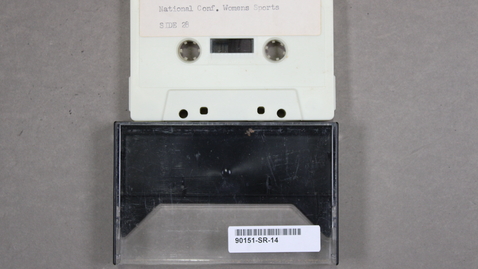 National Conf. Womens Sports
SIDE 2B
90151-SR-14